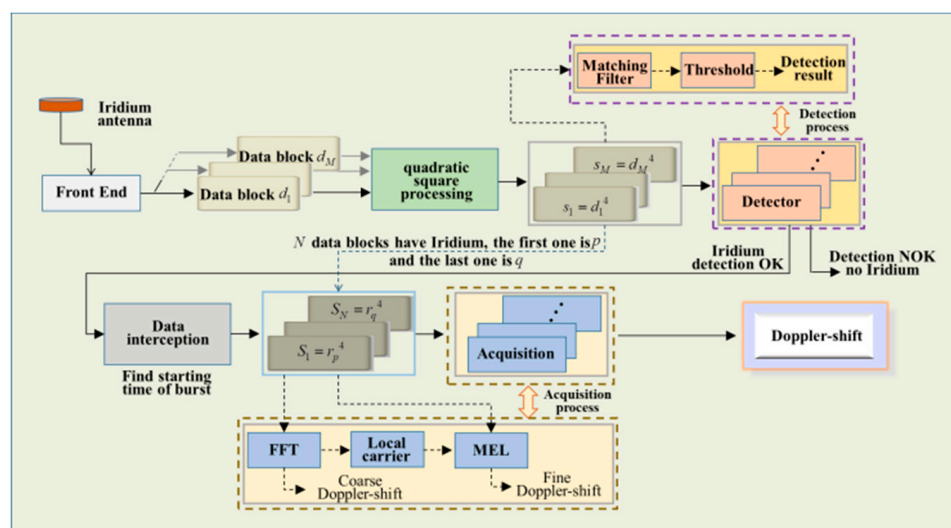 Matching
Filter
Threshold
Detection
result
Iridium
antenna
Detection
process
Data block d_M
Data block d_1
Front End
quadratic
square
processing
s_M = d_M^4
s_1 = d_1^4
Detector
N data blocks have Iridium, the first one is p
and the last one is q
Iridium
detection OK
Detection NOK
no Iridium
Data
interception
Find starting
time of burst
S_N = r_q^4
S_1 = r_p^4
Acquisition
Doppler-shift
Acquisition
process
FFT
Local
carrier
MEL
Coarse
Doppler-shift
Fine
Doppler-shift